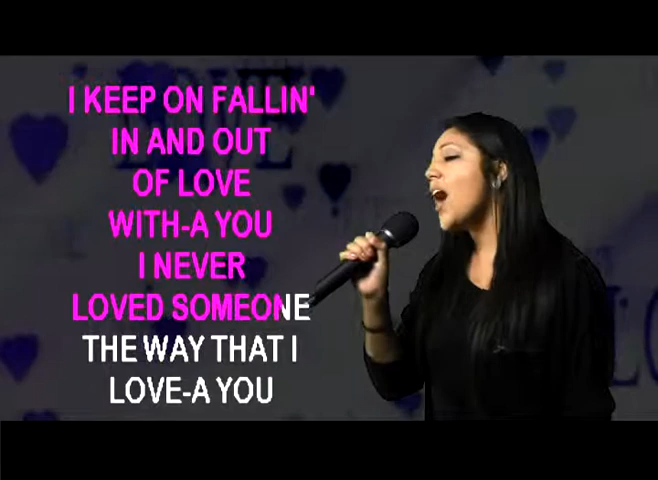 I KEEP ON FALLIN'
IN AND OUT
OF LOVE
WITH-A YOU
I NEVER
LOVED SOMEONE
THE WAY THAT I
LOVE-A YOU